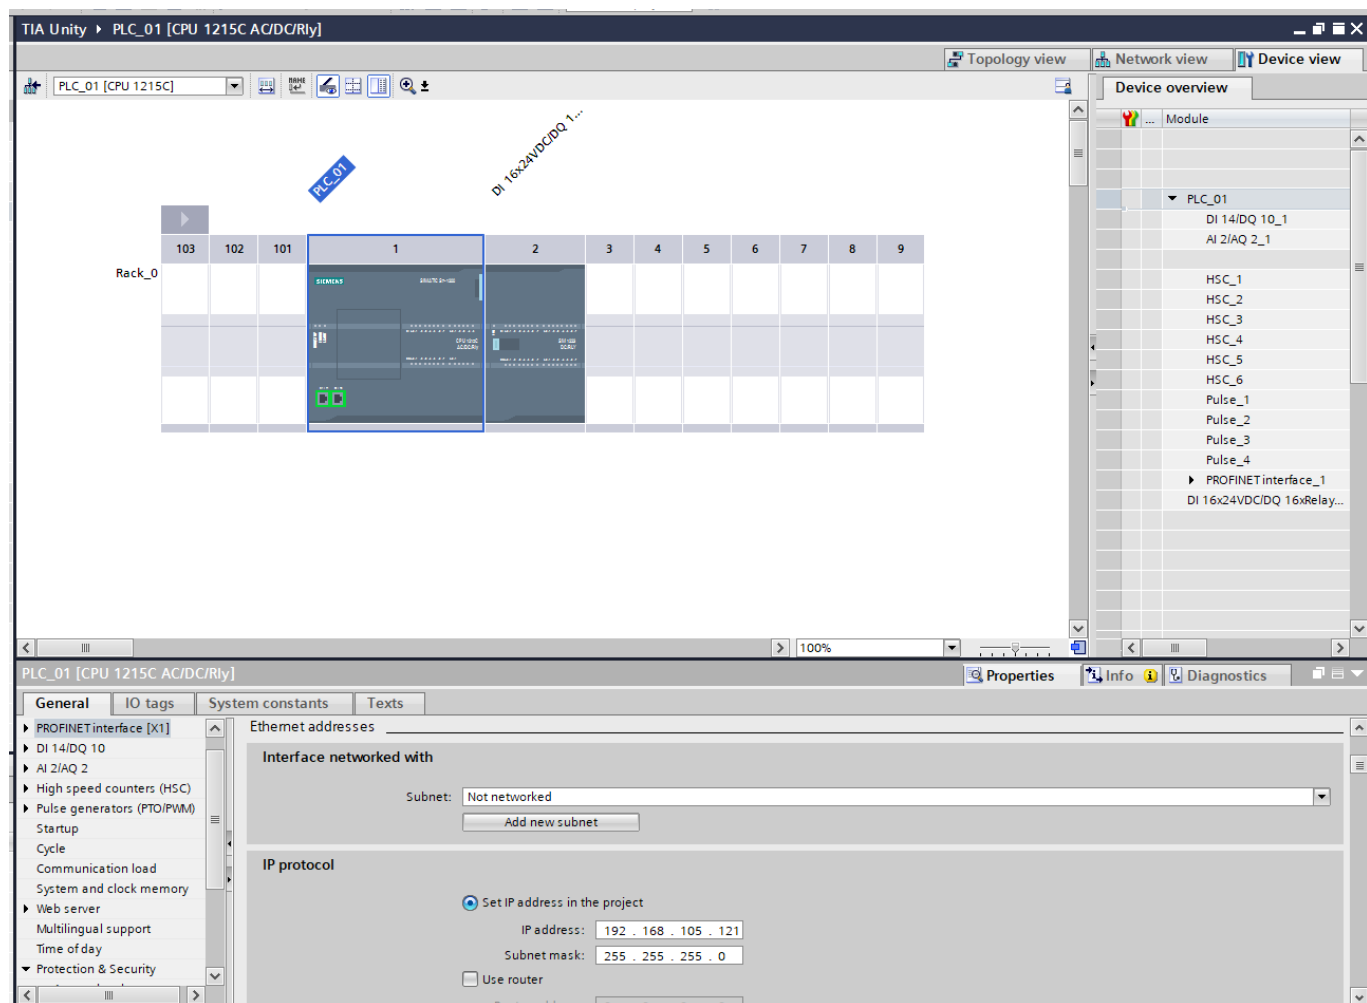 TIA Unity ▸ PLC_01 [CPU 1215C AC/DC/Rly]
Topology view
Network view
Device view
PLC_01 [CPU 1215C]
Device overview
... Module
PLC_01
DI 16x24VDC/DQ 1...
103 102 101 1 2 3 4 5 6 7 8 9
Rack_0
SIEMENS
PLC_01
DI 14/DQ 10_1
AI 2/AQ 2_1
HSC_1
HSC_2
HSC_3
HSC_4
HSC_5
HSC_6
Pulse_1
Pulse_2
Pulse_3
Pulse_4
PROFINET interface_1
DI 16x24VDC/DQ 16xRelay...
100%
PLC_01 [CPU 1215C AC/DC/Rly]
Properties
Info
Diagnostics
General
IO tags
System constants
Texts
PROFINET interface [X1]
DI 14/DQ 10
AI 2/AQ 2
High speed counters (HSC)
Pulse generators (PTO/PWM)
Startup
Cycle
Communication load
System and clock memory
Web server
Multilingual support
Time of day
Protection & Security
Ethernet addresses
Interface networked with
Subnet: Not networked
Add new subnet
IP protocol
Set IP address in the project
IP address: 192 . 168 . 105 . 121
Subnet mask: 255 . 255 . 255 . 0
Use router